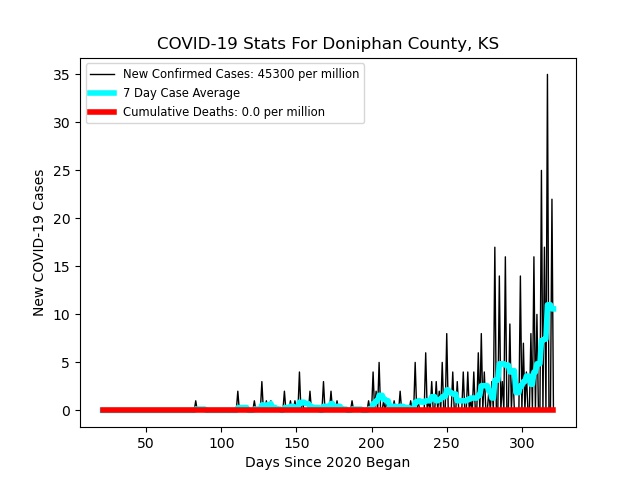 COVID-19 Stats For Doniphan County, KS
New Confirmed Cases: 45300 per million
7 Day Case Average
Cumulative Deaths: 0.0 per million
New COVID-19 Cases
35
30
25
20
15
10
5
0
50 100 150 200 250 300
Days Since 2020 Began